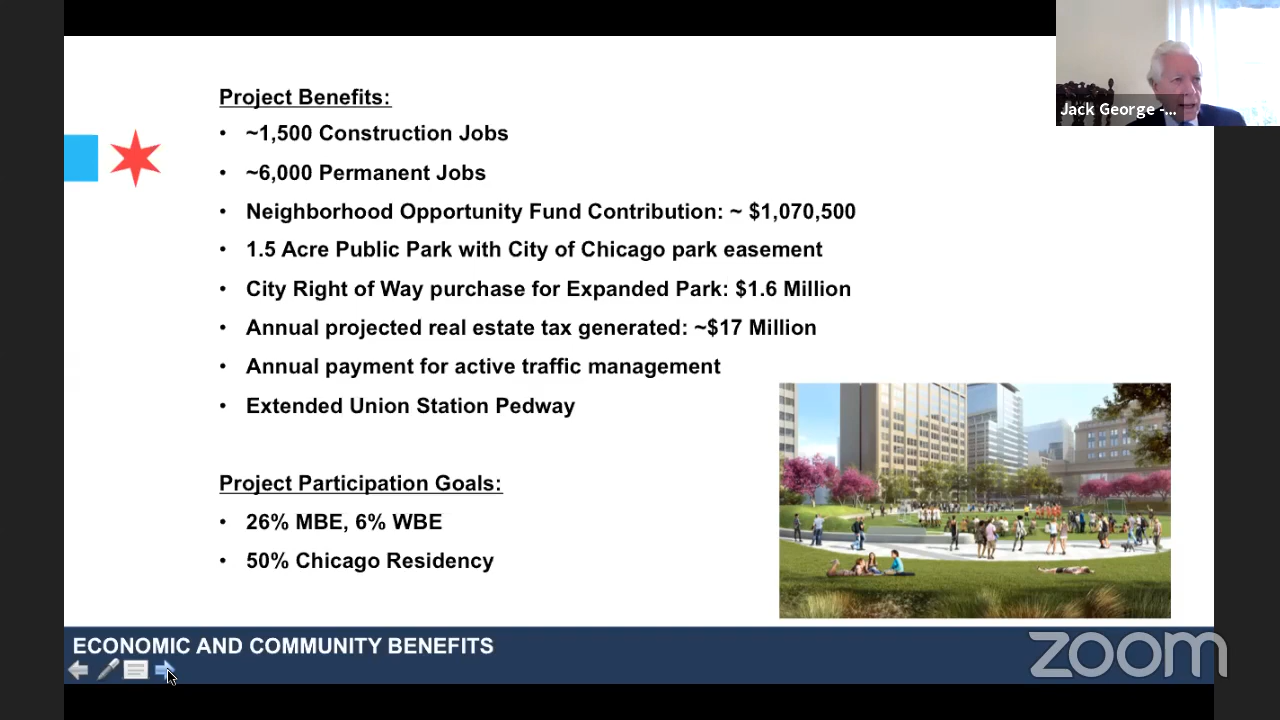 Project Benefits:
• ~1,500 Construction Jobs
• ~6,000 Permanent Jobs
• Neighborhood Opportunity Fund Contribution: ~ $1,070,500
• 1.5 Acre Public Park with City of Chicago park easement
• City Right of Way purchase for Expanded Park: $1.6 Million
• Annual projected real estate tax generated: ~$17 Million
• Annual payment for active traffic management
• Extended Union Station Pedway
Project Participation Goals:
• 26% MBE, 6% WBE
• 50% Chicago Residency
ECONOMIC AND COMMUNITY BENEFITS
Jack George -...
zoom